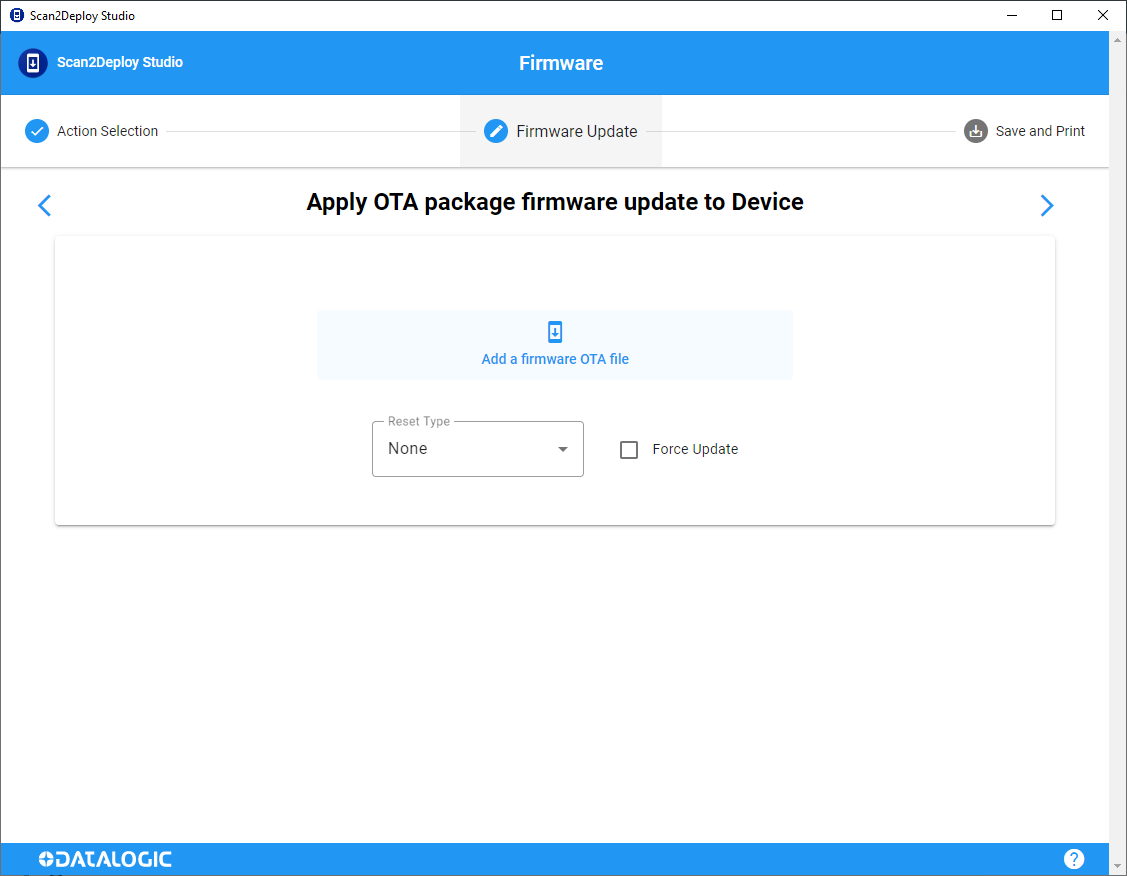 Scan2Deploy Studio
Scan2Deploy Studio
Firmware
Action Selection
Firmware Update
Save and Print
Apply OTA package firmware update to Device
Add a firmware OTA file
Reset Type
None
Force Update
DATALOGIC
?